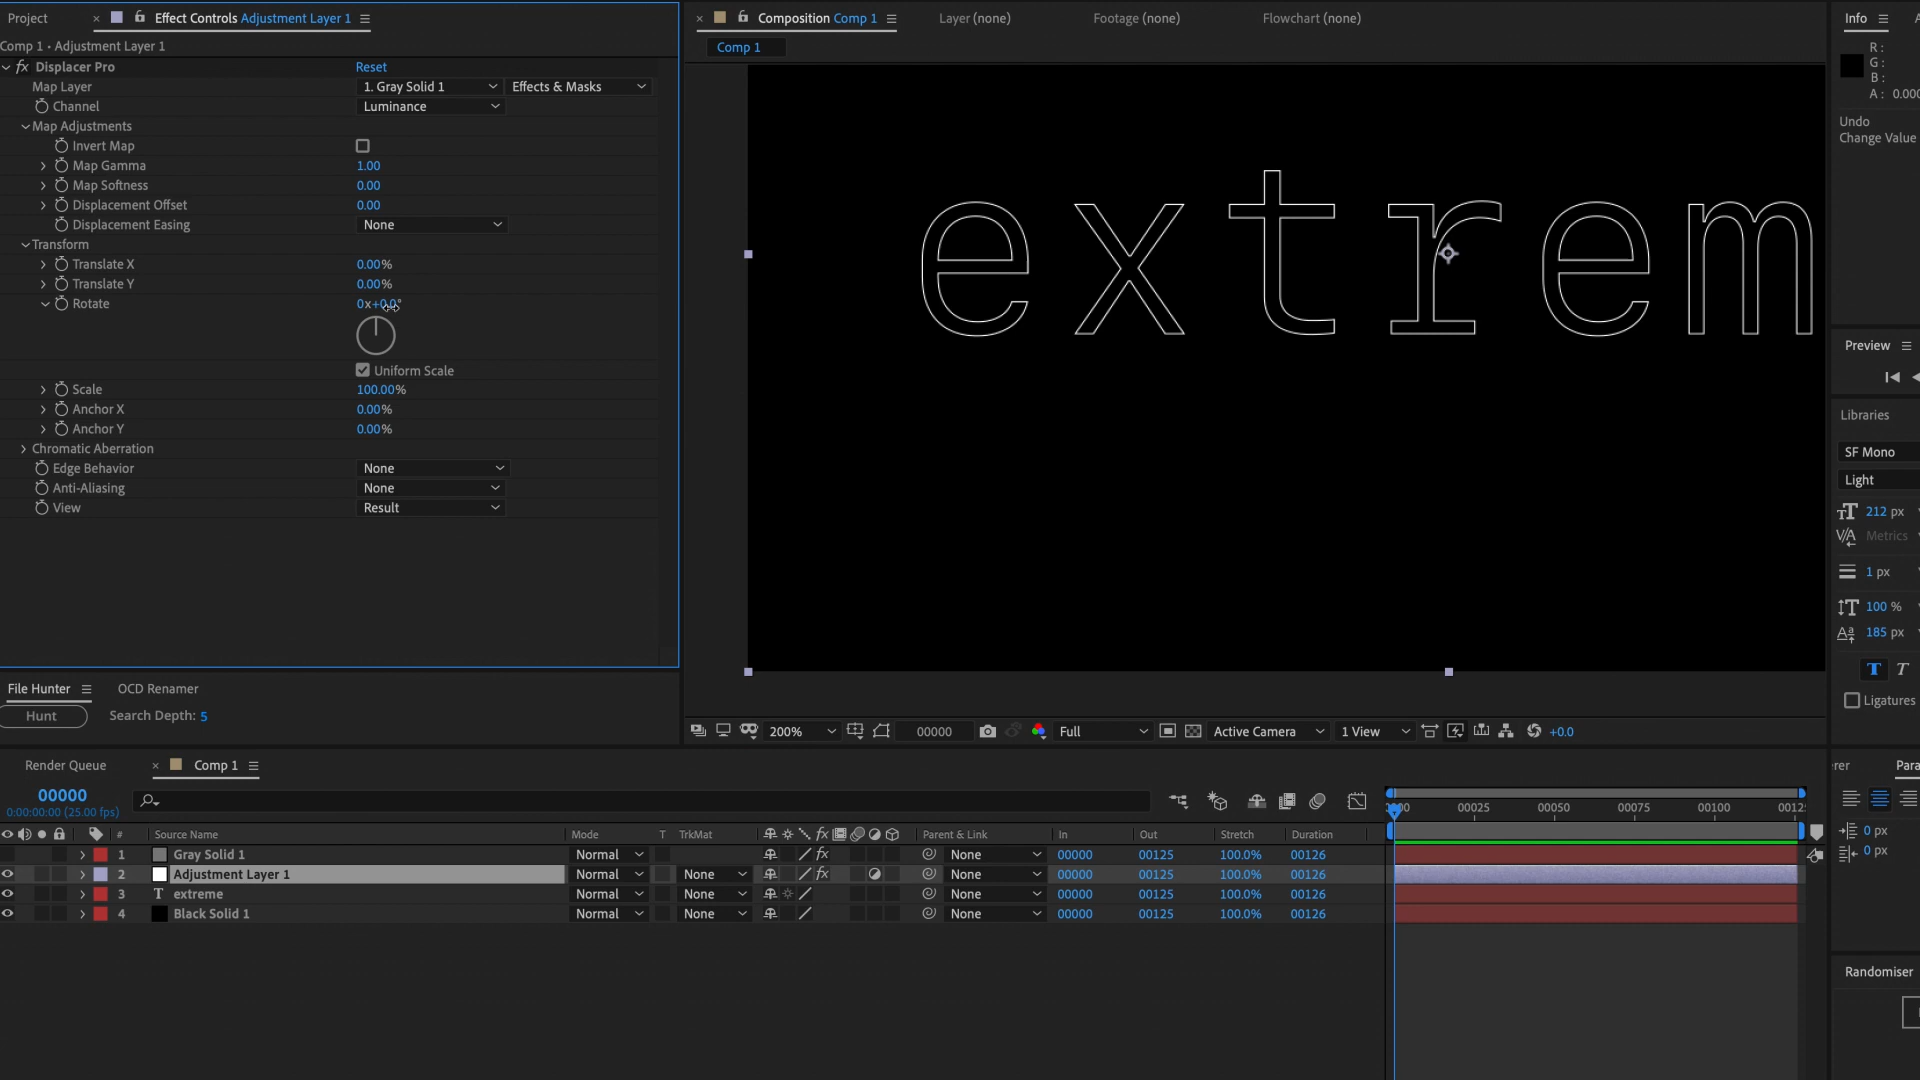 Project
× Effect Controls Adjustment Layer 1
Comp 1 • Adjustment Layer 1
fx Displacer Pro Reset
Map Layer 1. Gray Solid 1 Effects & Masks
Channel Luminance
Map Adjustments
Invert Map
Map Gamma 1.00
Map Softness 0.00
Displacement Offset 0.00
Displacement Easing None
Transform
Translate X 0.00%
Translate Y 0.00%
Rotate 0x+0.0°
Uniform Scale
Scale 100.00%
Anchor X 0.00%
Anchor Y 0.00%
Chromatic Aberration
Edge Behavior None
Anti-Aliasing None
View Result
File Hunter OCD Renamer
Hunt Search Depth: 5
× Composition Comp 1 Layer (none) Footage (none) Flowchart (none)
Comp 1
extrem
200% 00000 Full Active Camera 1 View +0.0
Info
R :
G :
B :
A : 0.000
Undo
Change Value
Preview
Libraries
SF Mono
Light
212 px
Metrics
1 px
100 %
185 px
T T
Ligatures
Render Queue × Comp 1
00000
0:00:00:00 (25.00 fps)
00025 00050 00075 00100
# Source Name Mode T TrkMat fx Parent & Link In Out Stretch Duration
1 Gray Solid 1 Normal fx None 00000 00125 100.0% 00126
2 Adjustment Layer 1 Normal None fx None 00000 00125 100.0% 00126
3 T extreme Normal None None 00000 00125 100.0% 00126
4 Black Solid 1 Normal None None 00000 00125 100.0% 00126
rer Para
0 px
0 px
Randomiser